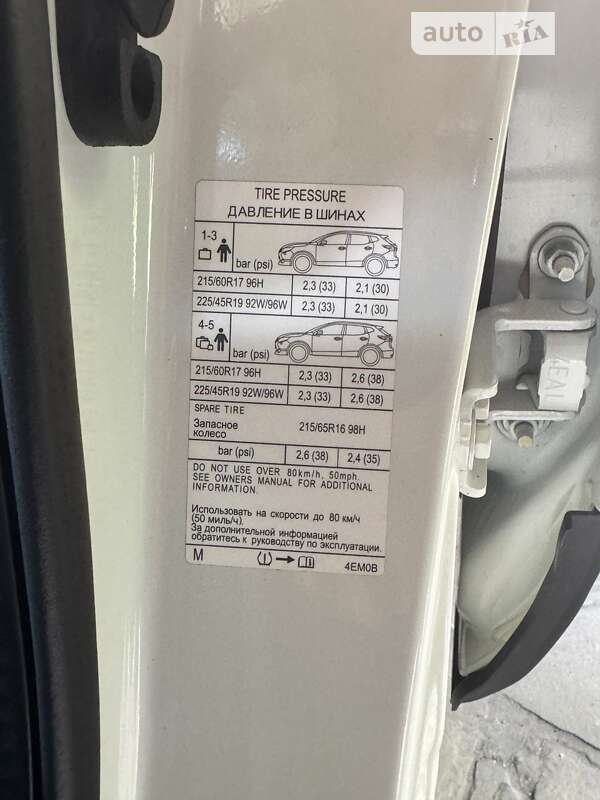 auto RIA
TIRE PRESSURE
ДАВЛЕНИЕ В ШИНАХ
1-3
bar (psi)
215/60R17 96H 2,3 (33) 2,1 (30)
225/45R19 92W/96W 2,3 (33) 2,1 (30)
4-5
bar (psi)
215/60R17 96H 2,3 (33) 2,6 (38)
225/45R19 92W/96W 2,3 (33) 2,6 (38)
SPARE TIRE
Запасное
колесо
215/65R16 98H
bar (psi) 2,6 (38) 2,4 (35)
DO NOT USE OVER 80km/h, 50mph.
SEE OWNERS MANUAL FOR ADDITIONAL
INFORMATION.
Использовать на скорости до 80 км/ч
(50 миль/ч).
За дополнительной информацией
обратитесь к руководству по эксплуатации.
M 4EM0B